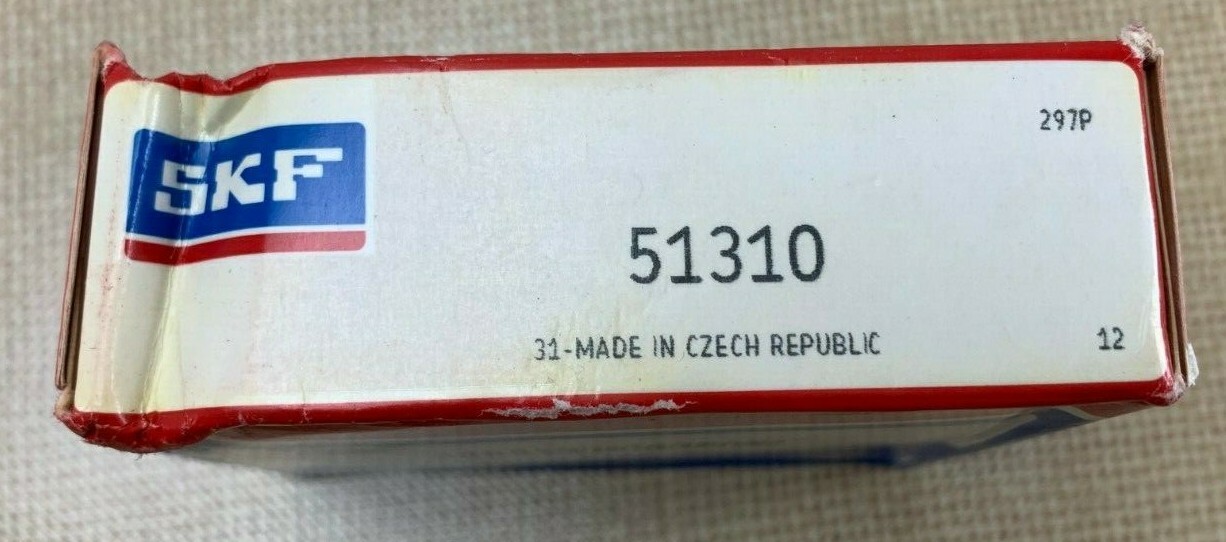 SKF
297P
51310
31-MADE IN CZECH REPUBLIC
12